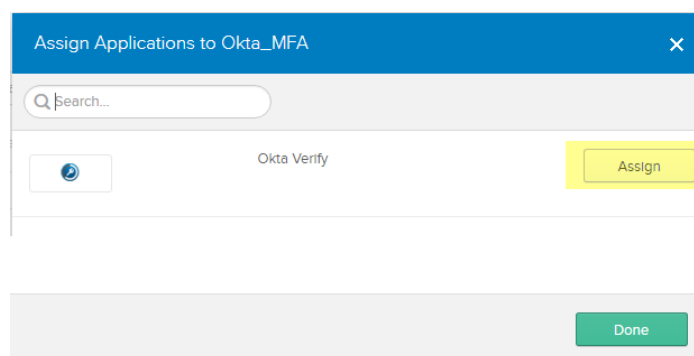 Assign Applications to Okta_MFA
Search...
Okta Verify
Assign
Done